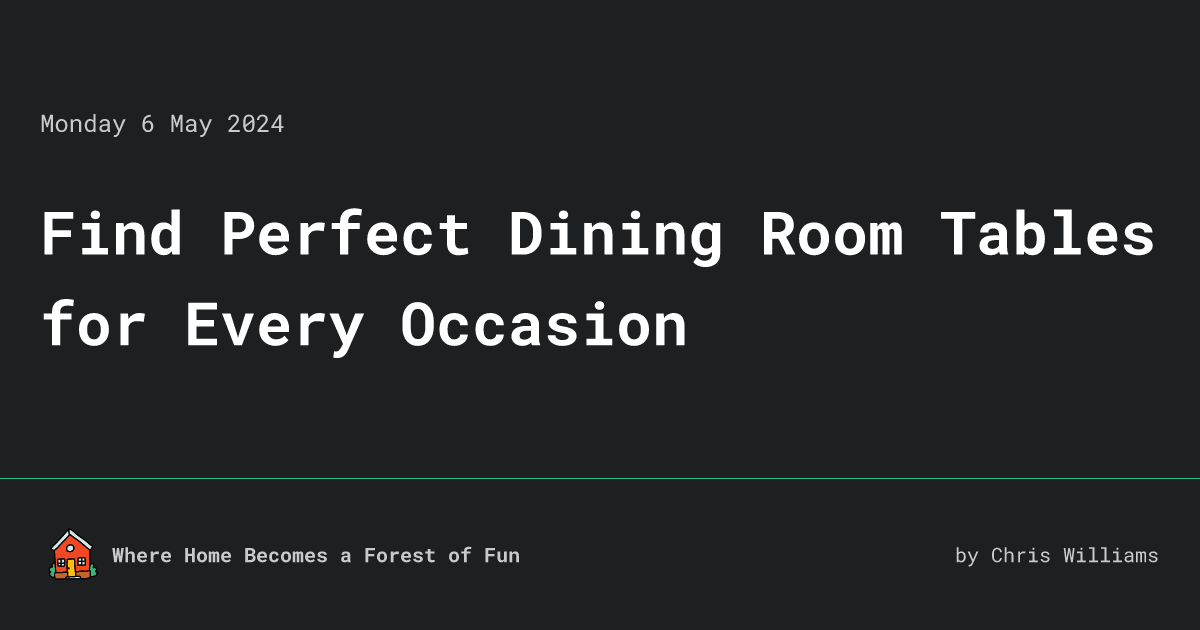 Monday 6 May 2024
Find Perfect Dining Room Tables
for Every Occasion
Where Home Becomes a Forest of Fun
by Chris Williams